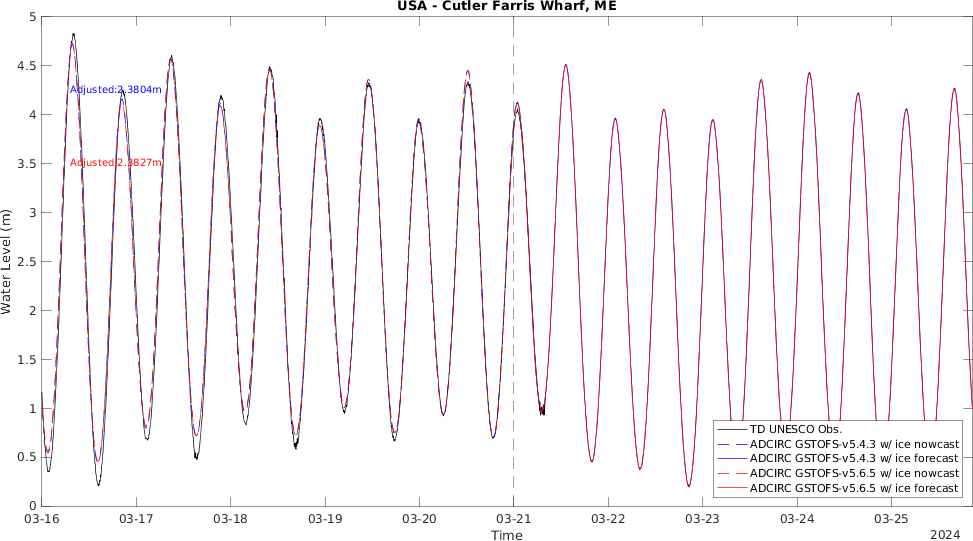 USA - Cutler Farris Wharf, ME
5
4.5
Adjusted:2.3804m
4
3.5
Adjusted:2.3827m
3
2.5
2
1.5
1
0.5
0
Water Level (m)
TD UNESCO Obs.
ADCIRC GSTOFS-v5.4.3 w/ ice nowcast
ADCIRC GSTOFS-v5.4.3 w/ ice forecast
ADCIRC GSTOFS-v5.6.5 w/ ice nowcast
ADCIRC GSTOFS-v5.6.5 w/ ice forecast
03-16 03-17 03-18 03-19 03-20 03-21 03-22 03-23 03-24 03-25
Time
2024